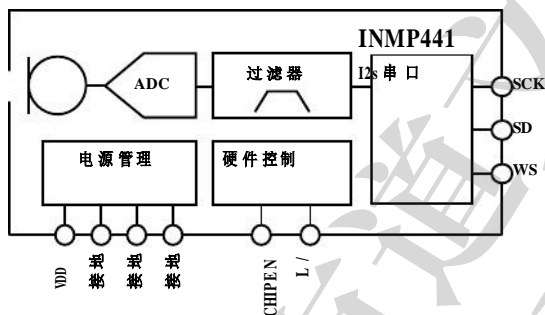 INMP441
ADC
过滤器
I2s 串口
SCK
SD
WS
电源管理
硬件控制
VDD
接地
接地
接地
CHIPEN
L /